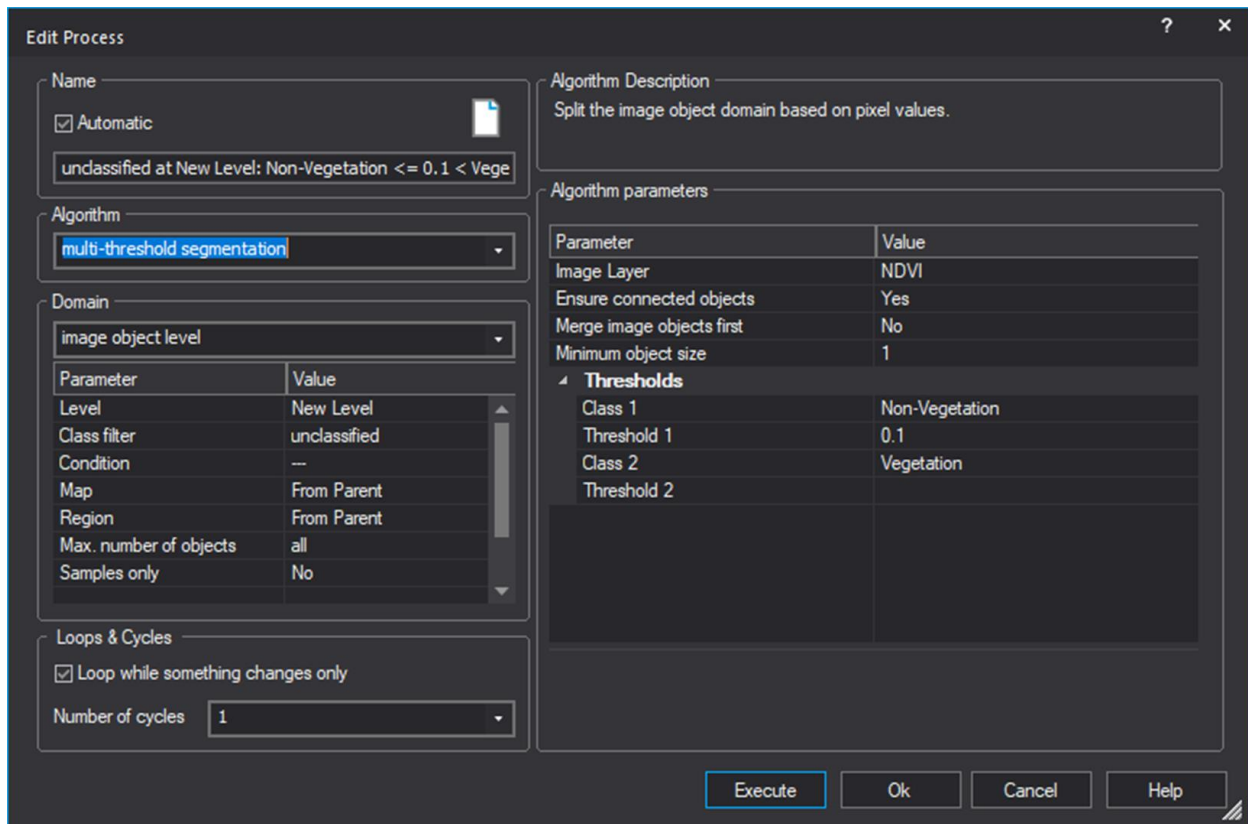 Edit Process
? ×
Name
Automatic
unclassified at New Level: Non-Vegetation <= 0.1 < Vege
Algorithm
multi-threshold segmentation
Domain
image object level
Parameter Value
Level New Level
Class filter unclassified
Condition ---
Map From Parent
Region From Parent
Max. number of objects all
Samples only No
Loops & Cycles
Loop while something changes only
Number of cycles 1
Algorithm Description
Split the image object domain based on pixel values.
Algorithm parameters
Parameter Value
Image Layer NDVI
Ensure connected objects Yes
Merge image objects first No
Minimum object size 1
Thresholds
Class 1 Non-Vegetation
Threshold 1 0.1
Class 2 Vegetation
Threshold 2
Execute Ok Cancel Help